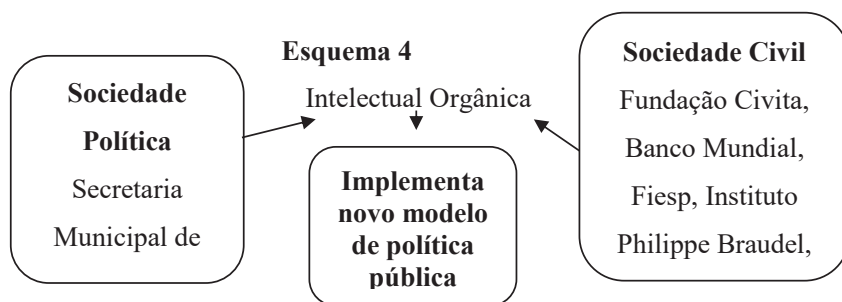 Esquema 4
Sociedade
Política
Secretaria
Municipal de
Intelectual Orgânica
Implementa
novo modelo
de política
pública
Sociedade Civil
Fundação Civita,
Banco Mundial,
Fiesp, Instituto
Philippe Braudel,